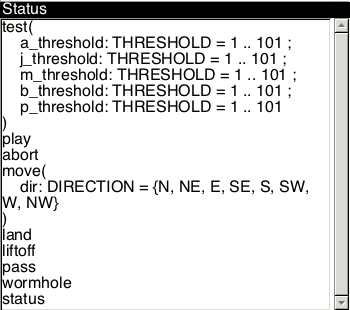 Status
test(
    a_threshold: THRESHOLD = 1 .. 101 ;
    j_threshold: THRESHOLD = 1 .. 101 ;
    m_threshold: THRESHOLD = 1 .. 101 ;
    b_threshold: THRESHOLD = 1 .. 101 ;
    p_threshold: THRESHOLD = 1 .. 101
)
play
abort
move(
    dir: DIRECTION = {N, NE, E, SE, S, SW,
W, NW}
)
land
liftoff
pass
wormhole
status